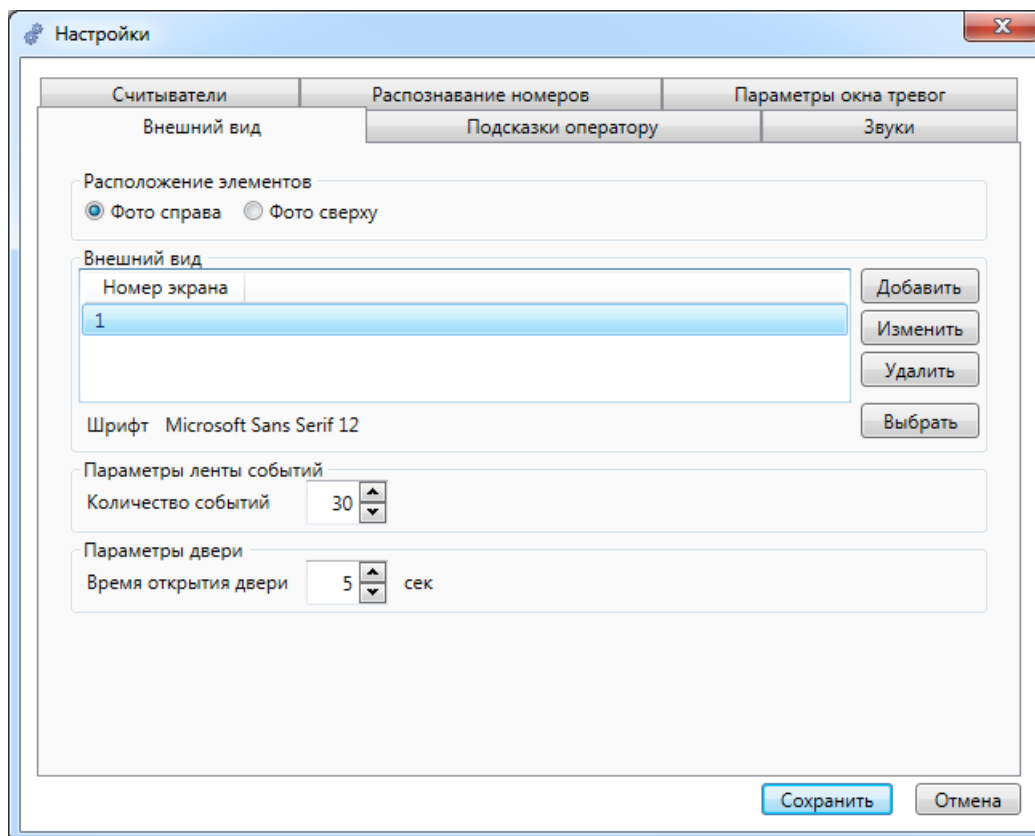 Настройки
Считыватели Распознавание номеров Параметры окна тревог
Внешний вид Подсказки оператору Звуки
Расположение элементов
Фото справа Фото сверху
Внешний вид
Номер экрана Добавить
1 Изменить
Удалить
Шрифт Microsoft Sans Serif 12 Выбрать
Параметры ленты событий
Количество событий 30
Параметры двери
Время открытия двери 5 сек
Сохранить Отмена